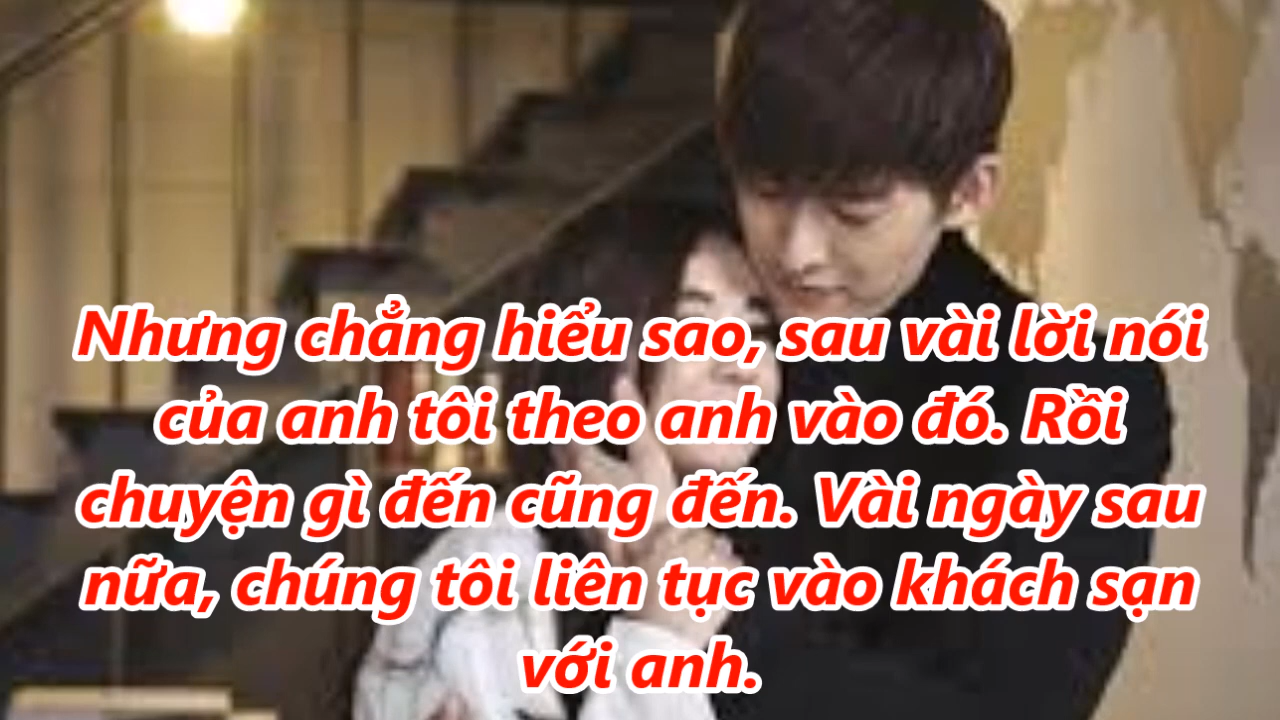 Nhưng chẳng hiểu sao, sau vài lời nói
của anh tôi theo anh vào đó. Rồi
chuyện gì đến cũng đến. Vài ngày sau
nữa, chúng tôi liên tục vào khách sạn
với anh.